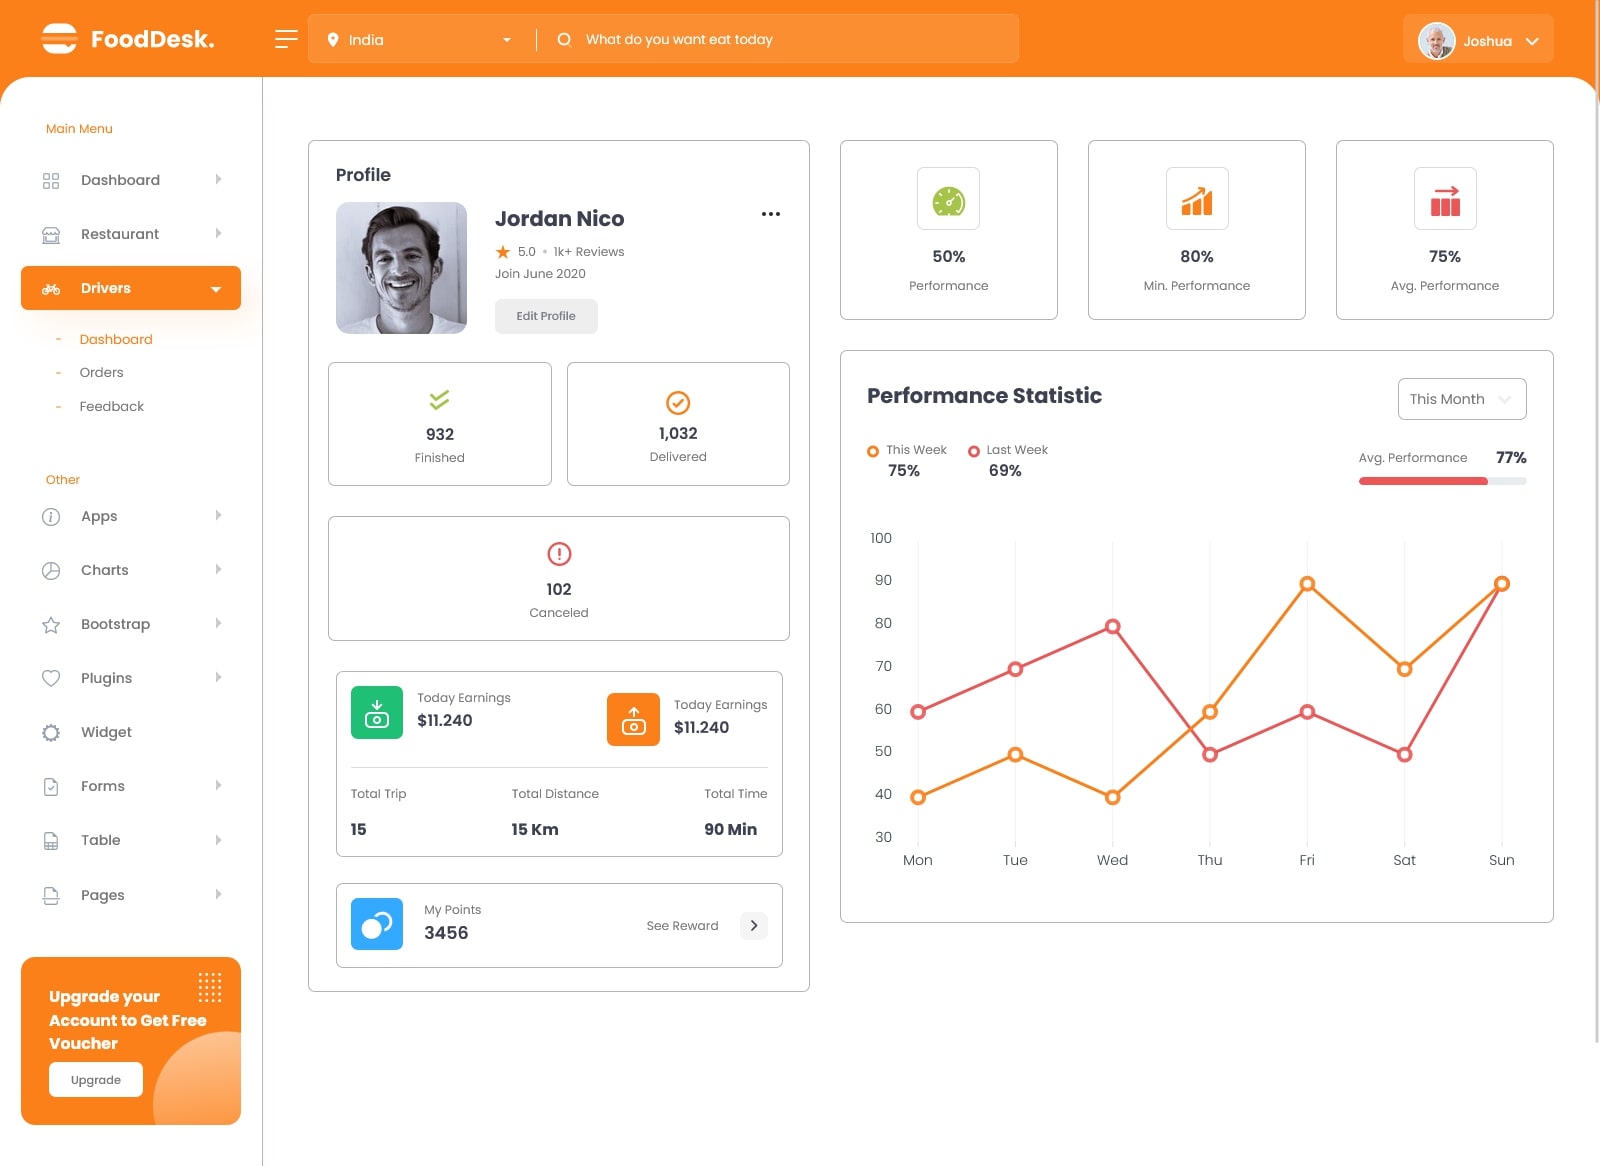 FoodDesk.
India
What do you want eat today
Joshua
Main Menu
Dashboard
Restaurant
Drivers
- Dashboard
- Orders
- Feedback
Other
Apps
Charts
Bootstrap
Plugins
Widget
Forms
Table
Pages
Upgrade your
Account to Get Free
Voucher
Upgrade
Profile
Jordan Nico
5.0 • 1k+ Reviews
Join June 2020
Edit Profile
932
Finished
1,032
Delivered
102
Canceled
Today Earnings
$11.240
Today Earnings
$11.240
Total Trip
15
Total Distance
15 Km
Total Time
90 Min
My Points
3456
See Reward
50%
Performance
80%
Min. Performance
75%
Avg. Performance
Performance Statistic
This Month
This Week
75%
Last Week
69%
Avg. Performance 77%
100
90
80
70
60
50
40
30
Mon Tue Wed Thu Fri Sat Sun